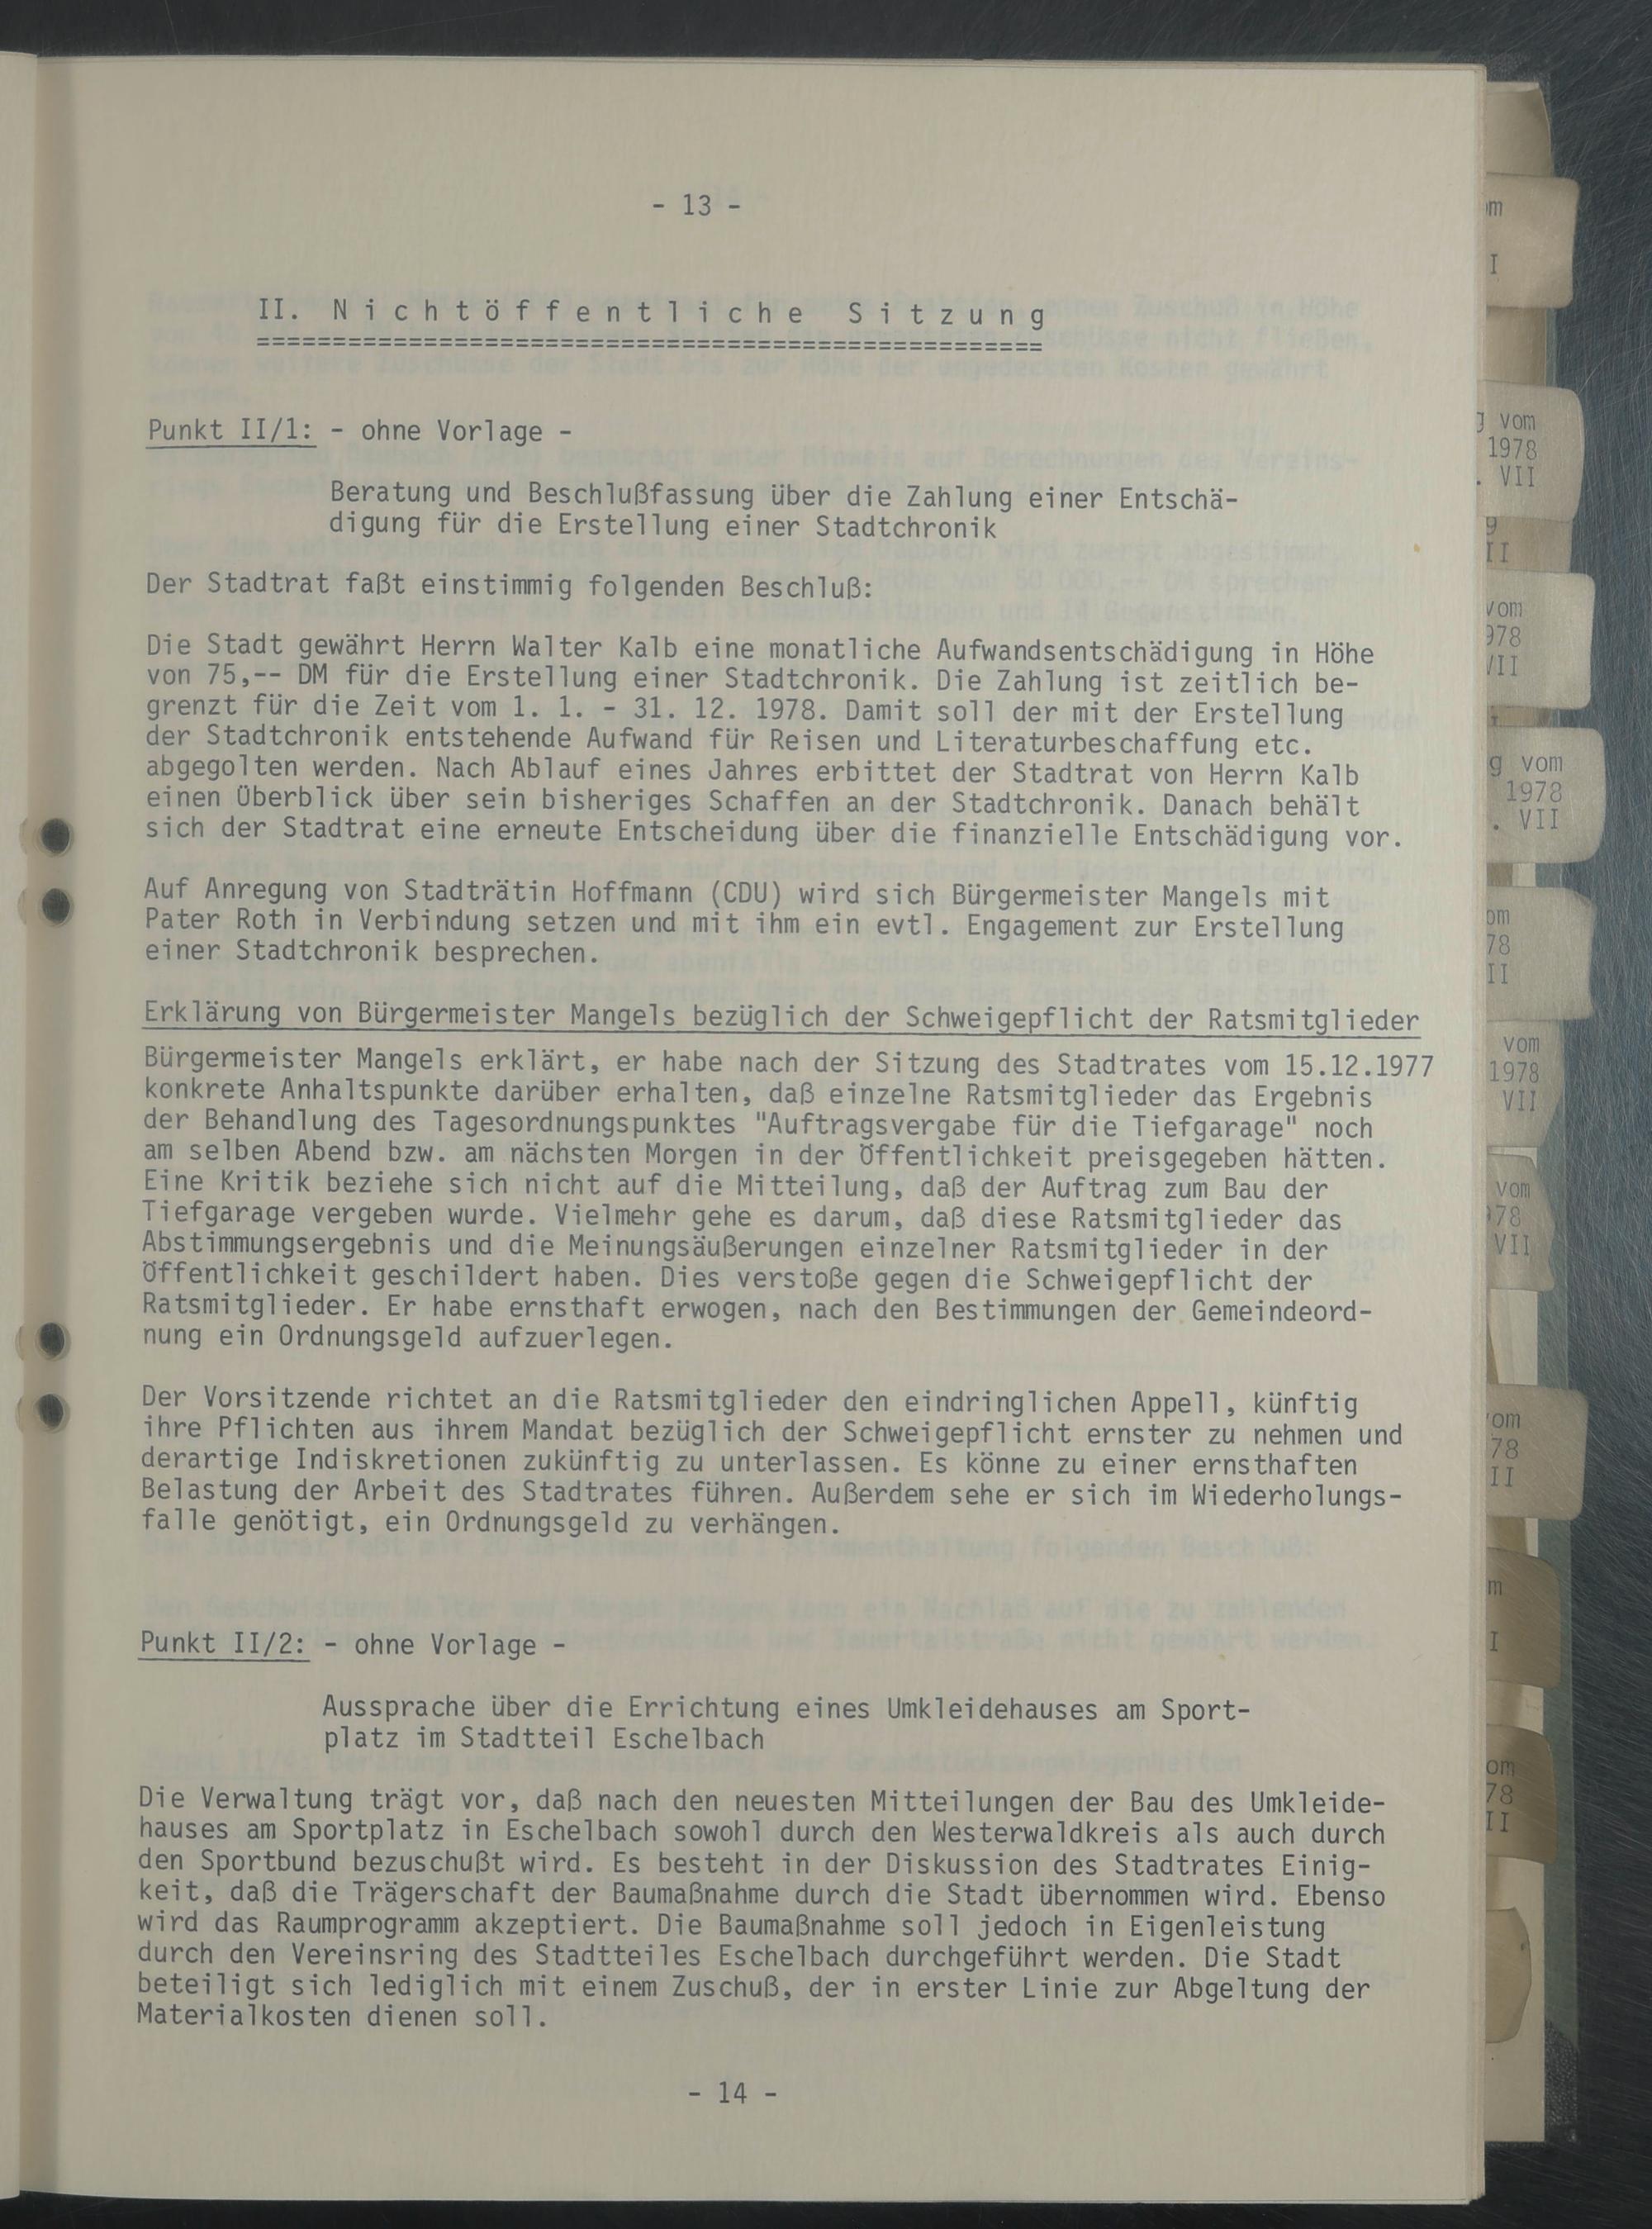 - 13 -
II. Nichtöffentliche Sitzung
====================================================
Punkt II/1: - ohne Vorlage -
Beratung und Beschlußfassung über die Zahlung einer Entschä-
digung für die Erstellung einer Stadtchronik
Der Stadtrat faßt einstimmig folgenden Beschluß:
Die Stadt gewährt Herrn Walter Kalb eine monatliche Aufwandsentschädigung in Höhe
von 75,-- DM für die Erstellung einer Stadtchronik. Die Zahlung ist zeitlich be-
grenzt für die Zeit vom 1. 1. - 31. 12. 1978. Damit soll der mit der Erstellung
der Stadtchronik entstehende Aufwand für Reisen und Literaturbeschaffung etc.
abgegolten werden. Nach Ablauf eines Jahres erbittet der Stadtrat von Herrn Kalb
einen Überblick über sein bisheriges Schaffen an der Stadtchronik. Danach behält
sich der Stadtrat eine erneute Entscheidung über die finanzielle Entschädigung vor.
Auf Anregung von Stadträtin Hoffmann (CDU) wird sich Bürgermeister Mangels mit
Pater Roth in Verbindung setzen und mit ihm ein evtl. Engagement zur Erstellung
einer Stadtchronik besprechen.
Erklärung von Bürgermeister Mangels bezüglich der Schweigepflicht der Ratsmitglieder
Bürgermeister Mangels erklärt, er habe nach der Sitzung des Stadtrates vom 15.12.1977
konkrete Anhaltspunkte darüber erhalten, daß einzelne Ratsmitglieder das Ergebnis
der Behandlung des Tagesordnungspunktes "Auftragsvergabe für die Tiefgarage" noch
am selben Abend bzw. am nächsten Morgen in der Öffentlichkeit preisgegeben hätten.
Eine Kritik beziehe sich nicht auf die Mitteilung, daß der Auftrag zum Bau der
Tiefgarage vergeben wurde. Vielmehr gehe es darum, daß diese Ratsmitglieder das
Abstimmungsergebnis und die Meinungsäußerungen einzelner Ratsmitglieder in der
Öffentlichkeit geschildert haben. Dies verstoße gegen die Schweigepflicht der
Ratsmitglieder. Er habe ernsthaft erwogen, nach den Bestimmungen der Gemeindeord-
nung ein Ordnungsgeld aufzuerlegen.
Der Vorsitzende richtet an die Ratsmitglieder den eindringlichen Appell, künftig
ihre Pflichten aus ihrem Mandat bezüglich der Schweigepflicht ernster zu nehmen und
derartige Indiskretionen zukünftig zu unterlassen. Es könne zu einer ernsthaften
Belastung der Arbeit des Stadtrates führen. Außerdem sehe er sich im Wiederholungs-
falle genötigt, ein Ordnungsgeld zu verhängen.
Punkt II/2: - ohne Vorlage -
Aussprache über die Errichtung eines Umkleidehauses am Sport-
platz im Stadtteil Eschelbach
Die Verwaltung trägt vor, daß nach den neuesten Mitteilungen der Bau des Umkleide-
hauses am Sportplatz in Eschelbach sowohl durch den Westerwaldkreis als auch durch
den Sportbund bezuschußt wird. Es besteht in der Diskussion des Stadtrates Einig-
keit, daß die Trägerschaft der Baumaßnahme durch die Stadt übernommen wird. Ebenso
wird das Raumprogramm akzeptiert. Die Baumaßnahme soll jedoch in Eigenleistung
durch den Vereinsring des Stadtteiles Eschelbach durchgeführt werden. Die Stadt
beteiligt sich lediglich mit einem Zuschuß, der in erster Linie zur Abgeltung der
Materialkosten dienen soll.
- 14 -
vom
1978
VII
vom
978
VII
g vom
1978
. VII
vom
1978
VII
vom
78
VII